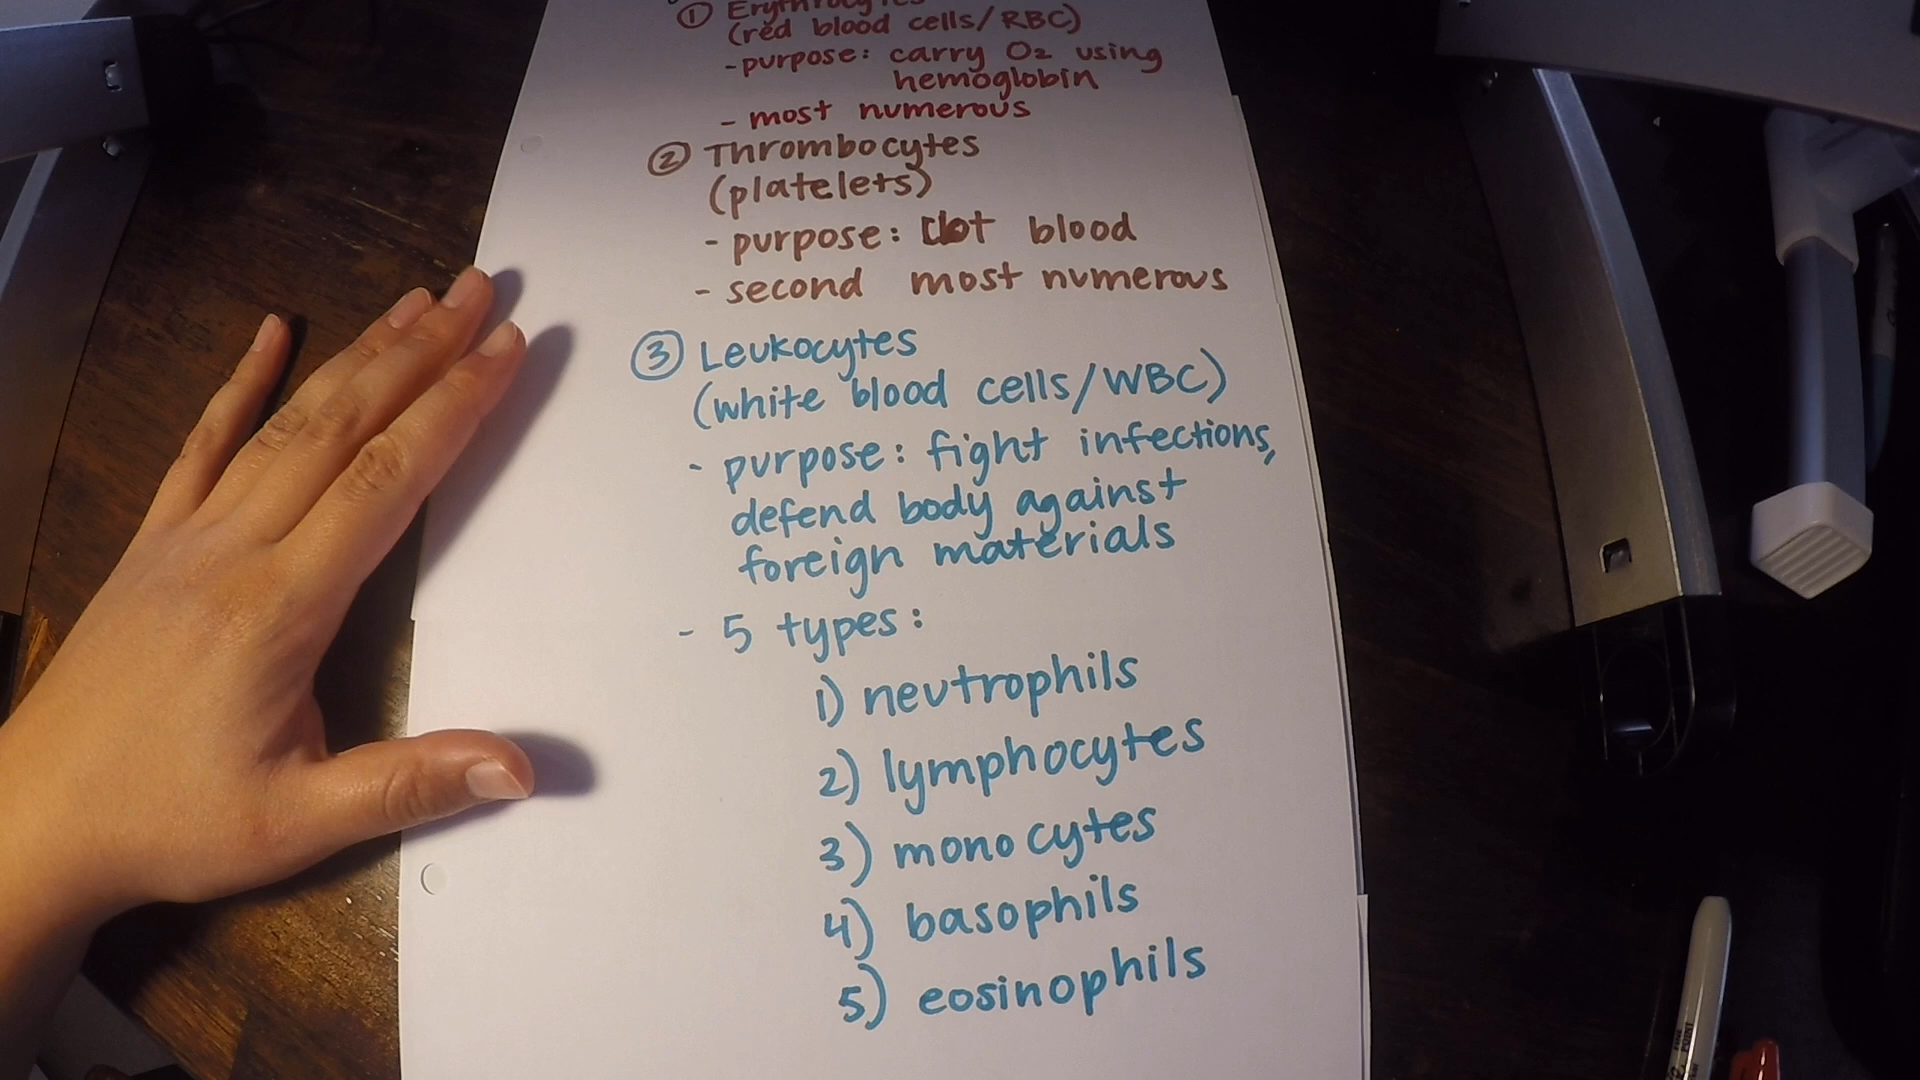 ① Erythrocytes
(red blood cells/RBC)
-purpose: carry O₂ using
hemoglobin
- most numerous
② Thrombocytes
(platelets)
- purpose: clot blood
- second most numerous
③ Leukocytes
(white blood cells/WBC)
- purpose: fight infections,
defend body against
foreign materials
- 5 types:
1) neutrophils
2) lymphocytes
3) monocytes
4) basophils
5) eosinophils